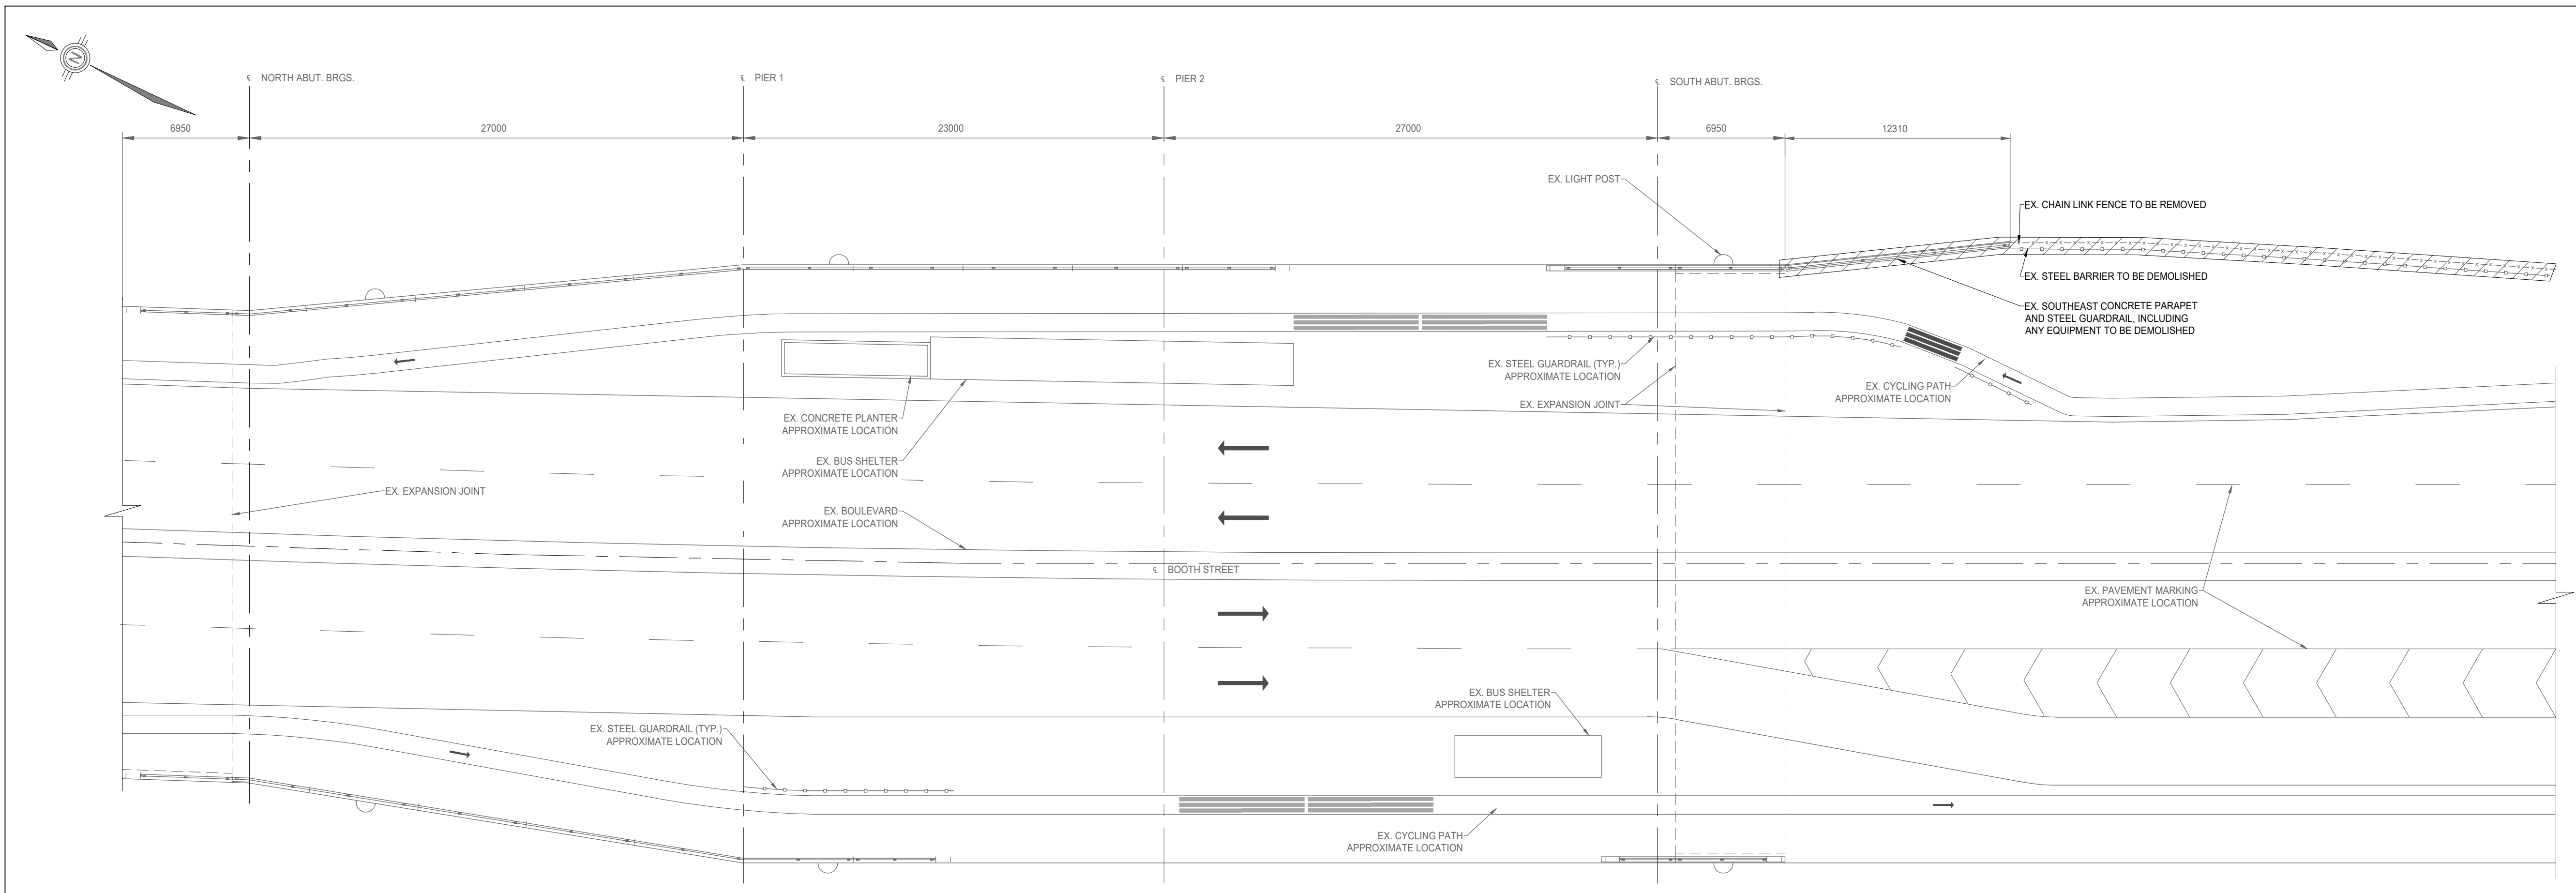 N
℄ NORTH ABUT. BRGS.
℄ PIER 1
℄ PIER 2
℄ SOUTH ABUT. BRGS.
6950
27000
23000
27000
6950
12310
EX. LIGHT POST
EX. CHAIN LINK FENCE TO BE REMOVED
EX. STEEL BARRIER TO BE DEMOLISHED
EX. SOUTHEAST CONCRETE PARAPET
AND STEEL GUARDRAIL, INCLUDING
ANY EQUIPMENT TO BE DEMOLISHED
EX. STEEL GUARDRAIL (TYP.)
APPROXIMATE LOCATION
EX. CYCLING PATH
APPROXIMATE LOCATION
EX. EXPANSION JOINT
EX. CONCRETE PLANTER
APPROXIMATE LOCATION
EX. BUS SHELTER
APPROXIMATE LOCATION
EX. EXPANSION JOINT
EX. BOULEVARD
APPROXIMATE LOCATION
℄ BOOTH STREET
EX. PAVEMENT MARKING
APPROXIMATE LOCATION
EX. BUS SHELTER
APPROXIMATE LOCATION
EX. STEEL GUARDRAIL (TYP.)
APPROXIMATE LOCATION
EX. CYCLING PATH
APPROXIMATE LOCATION